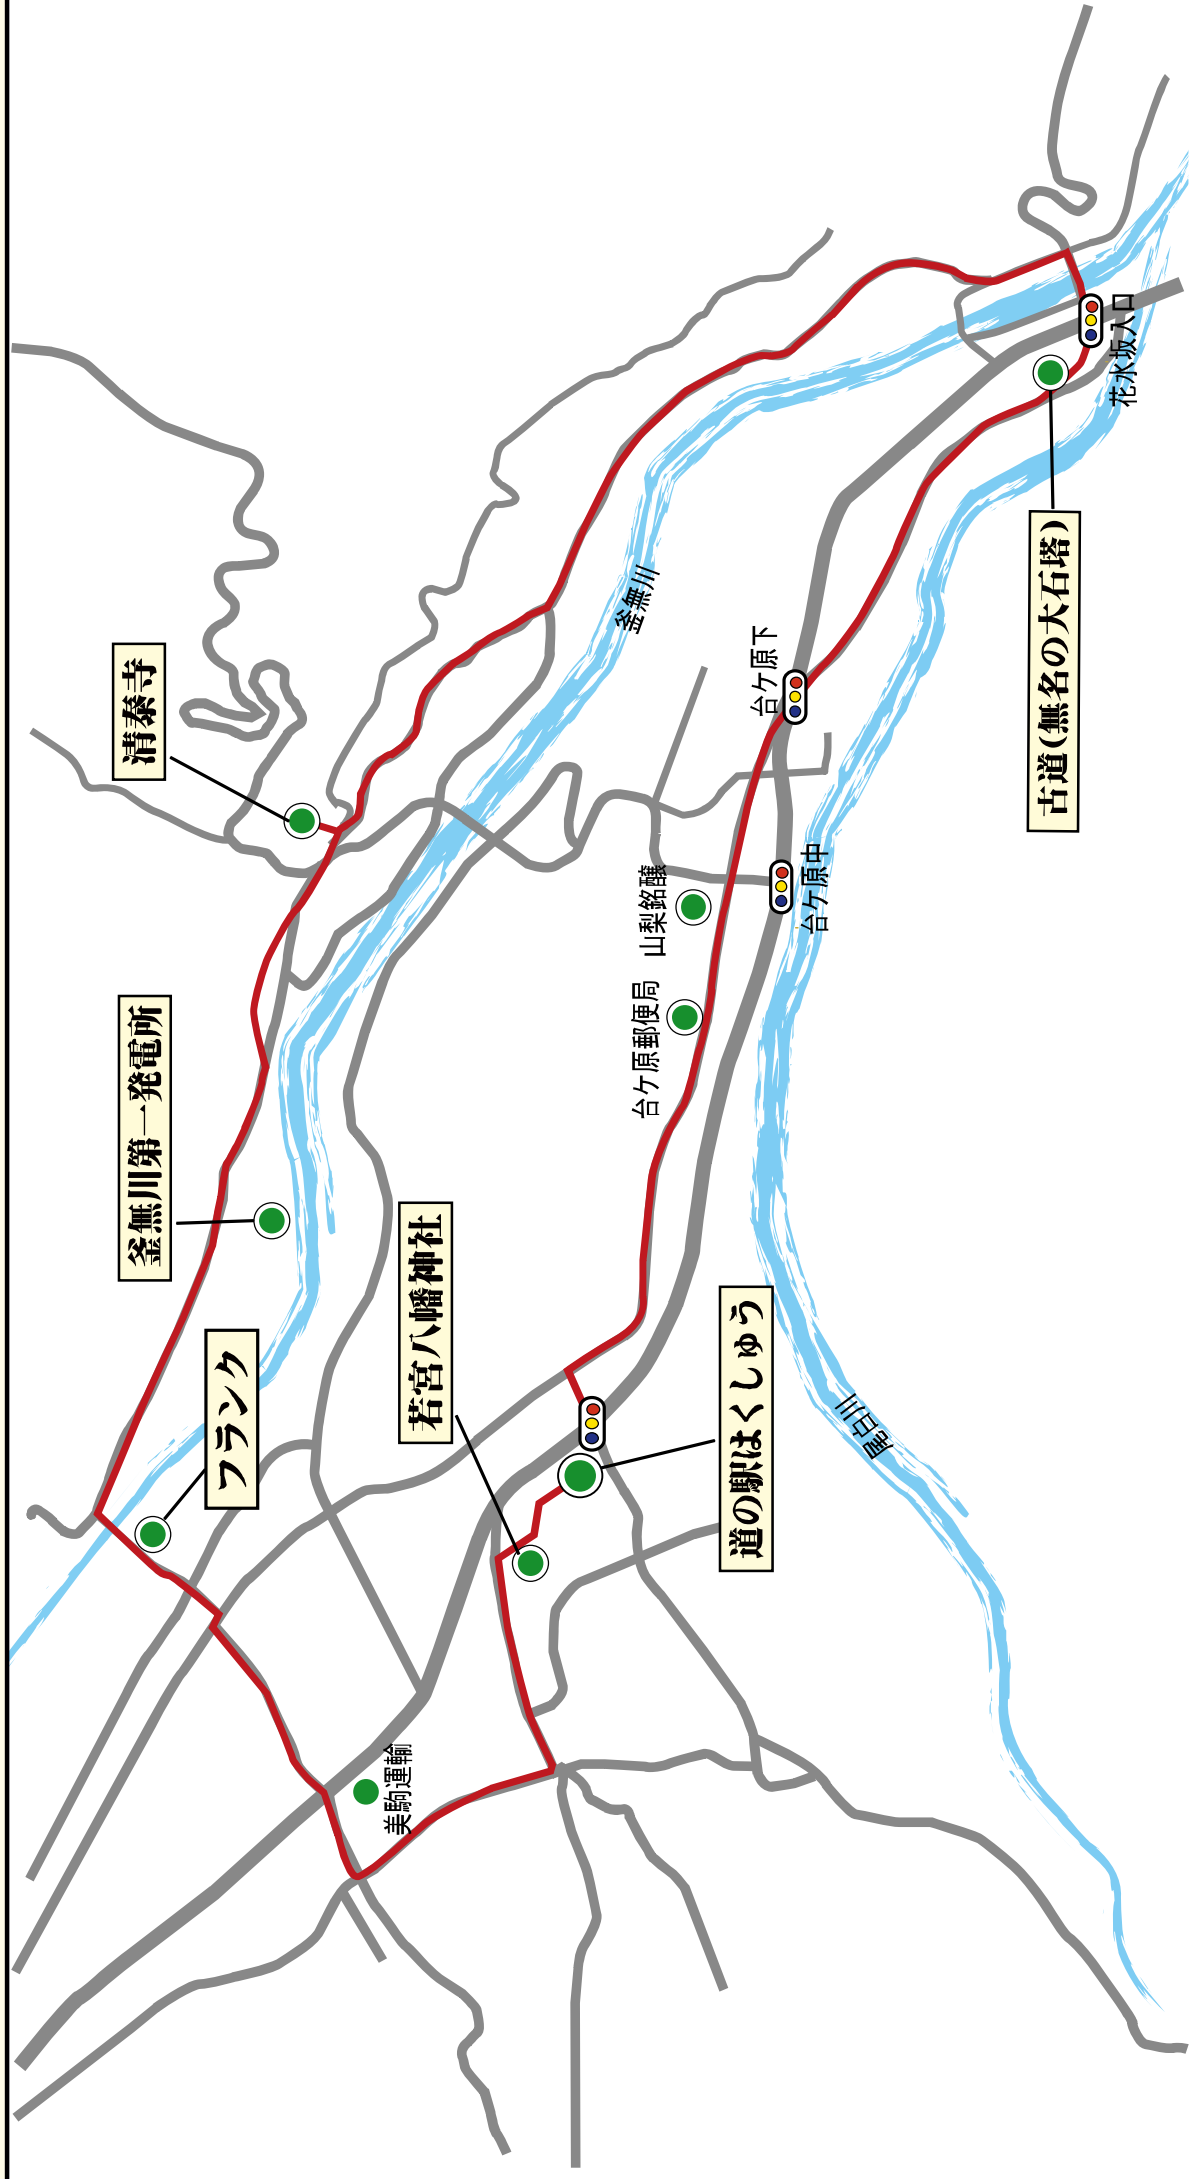 清泰寺
釜無川第一発電所
フランク
若宮八幡神社
道の駅はくしゅう
古道(無名の大石塔)
釜無川
台ケ原下
花水坂入口
山梨銘醸
台ケ原中
台ケ原郵便局
尾白川
美駒運輸